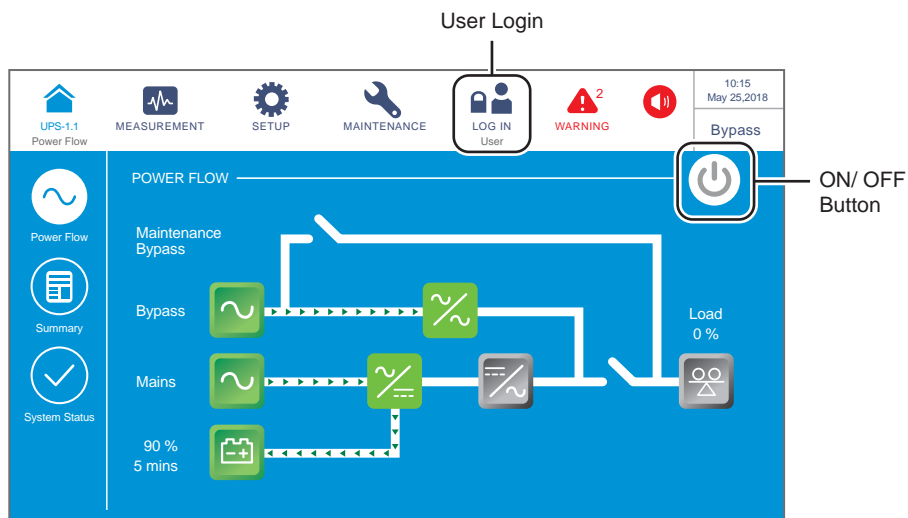 User Login
UPS-1.1
Power Flow
MEASUREMENT
SETUP
MAINTENANCE
LOG IN
User
2
WARNING
10:15
May 25,2018
Bypass
POWER FLOW
ON/ OFF
Button
Power Flow
Summary
System Status
Maintenance
Bypass
Bypass
Load
0 %
Mains
90 %
5 mins